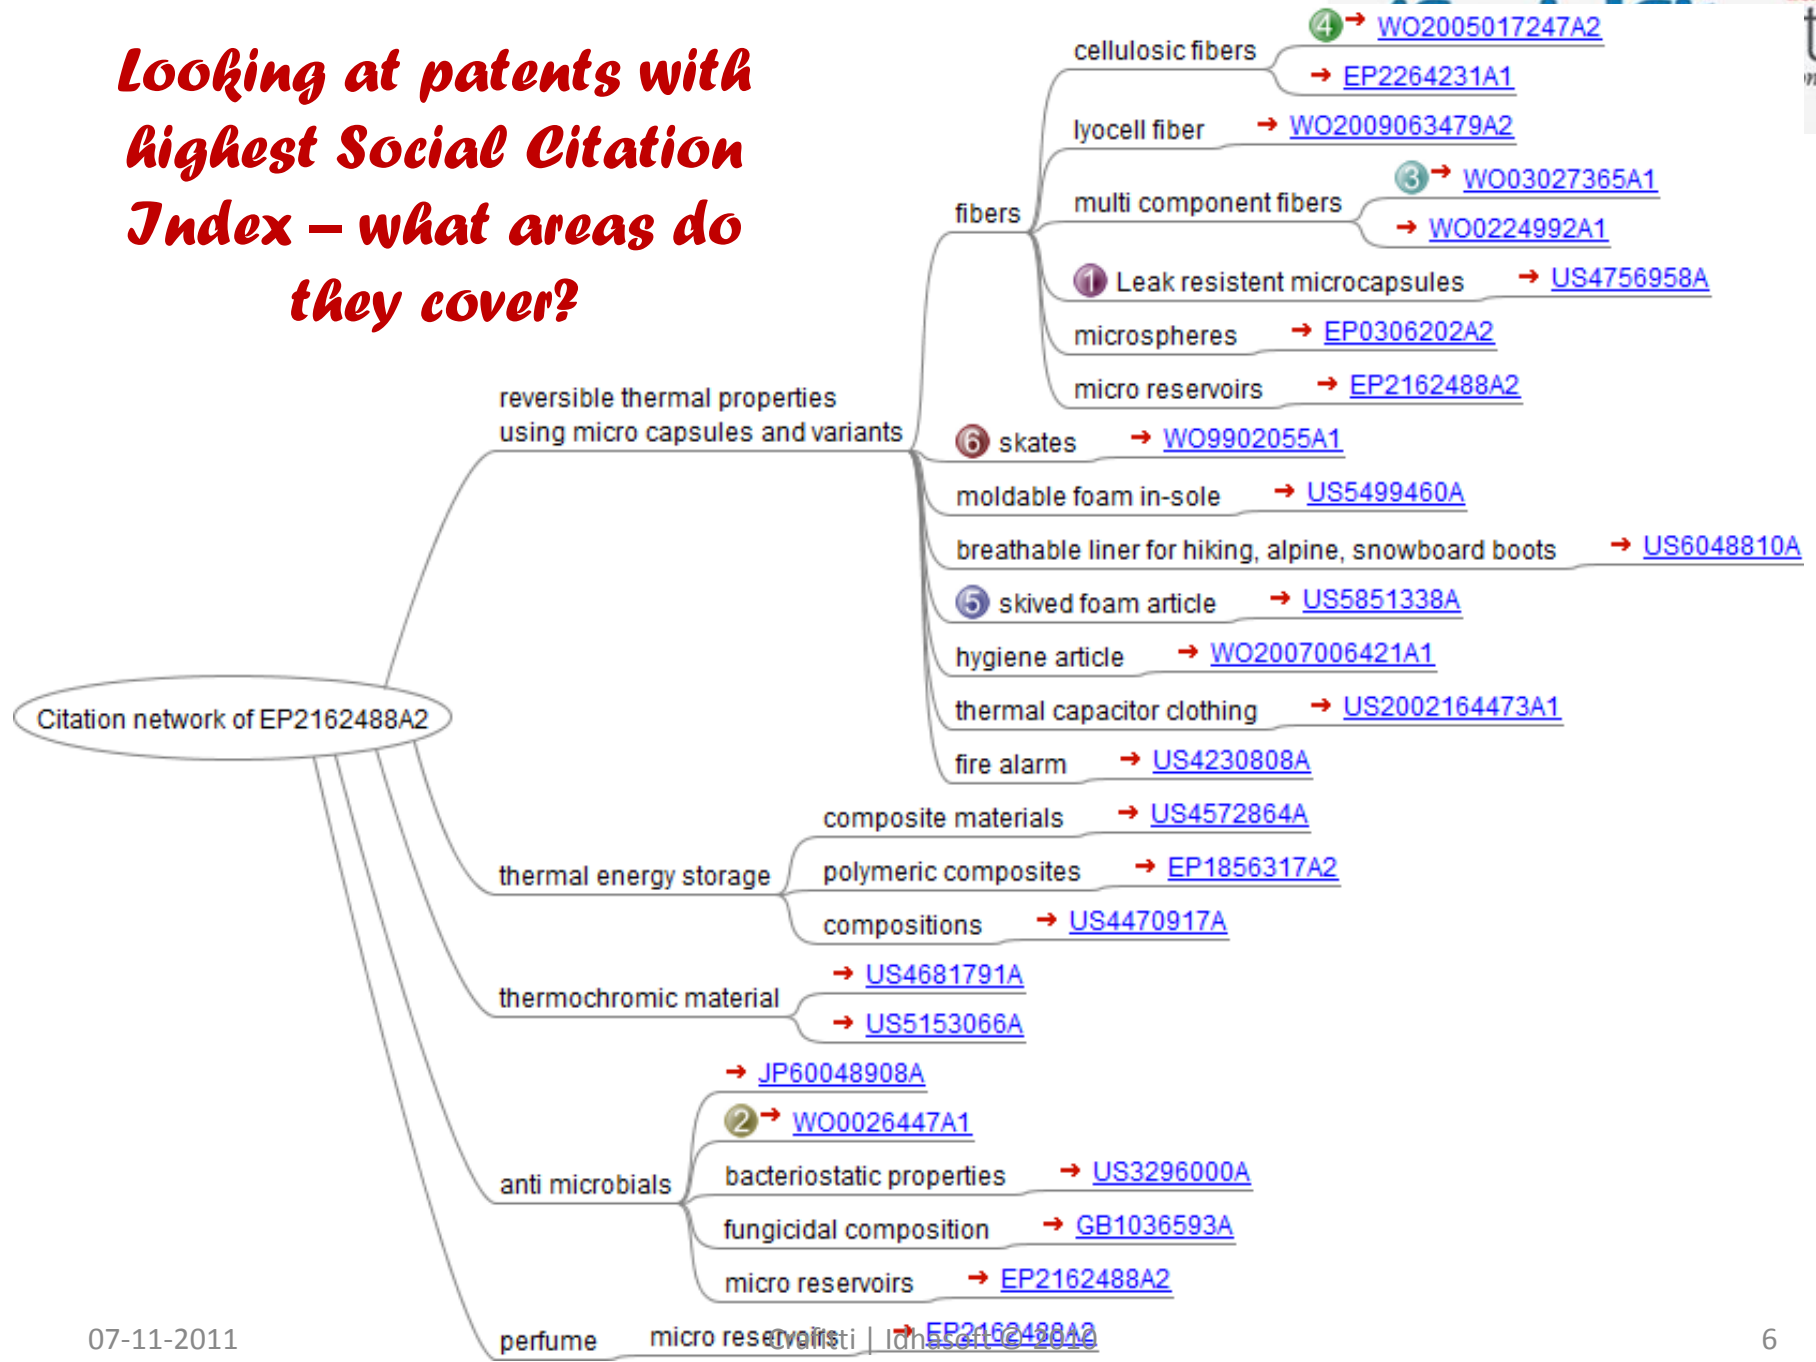 Looking at patents with
highest Social Citation
Index – what areas do
they cover?
cellulosic fibers
4 WO2005017247A2
EP2264231A1
lyocell fiber WO2009063479A2
multi component fibers
3 WO03027365A1
WO0224992A1
fibers
1 Leak resistent microcapsules US4756958A
microspheres EP0306202A2
micro reservoirs EP2162488A2
reversible thermal properties
using micro capsules and variants
6 skates WO9902055A1
moldable foam in-sole US5499460A
breathable liner for hiking, alpine, snowboard boots US6048810A
5 skived foam article US5851338A
hygiene article WO2007006421A1
thermal capacitor clothing US2002164473A1
fire alarm US4230808A
Citation network of EP2162488A2
thermal energy storage
composite materials US4572864A
polymeric composites EP1856317A2
compositions US4470917A
thermochromic material
US4681791A
US5153066A
anti microbials
JP60048908A
2 WO0026447A1
bacteriostatic properties US3296000A
fungicidal composition GB1036593A
micro reservoirs EP2162488A2
perfume micro reservoirs EP2162488A2
07-11-2011
Crafitti | Idhasoft © 2010
6